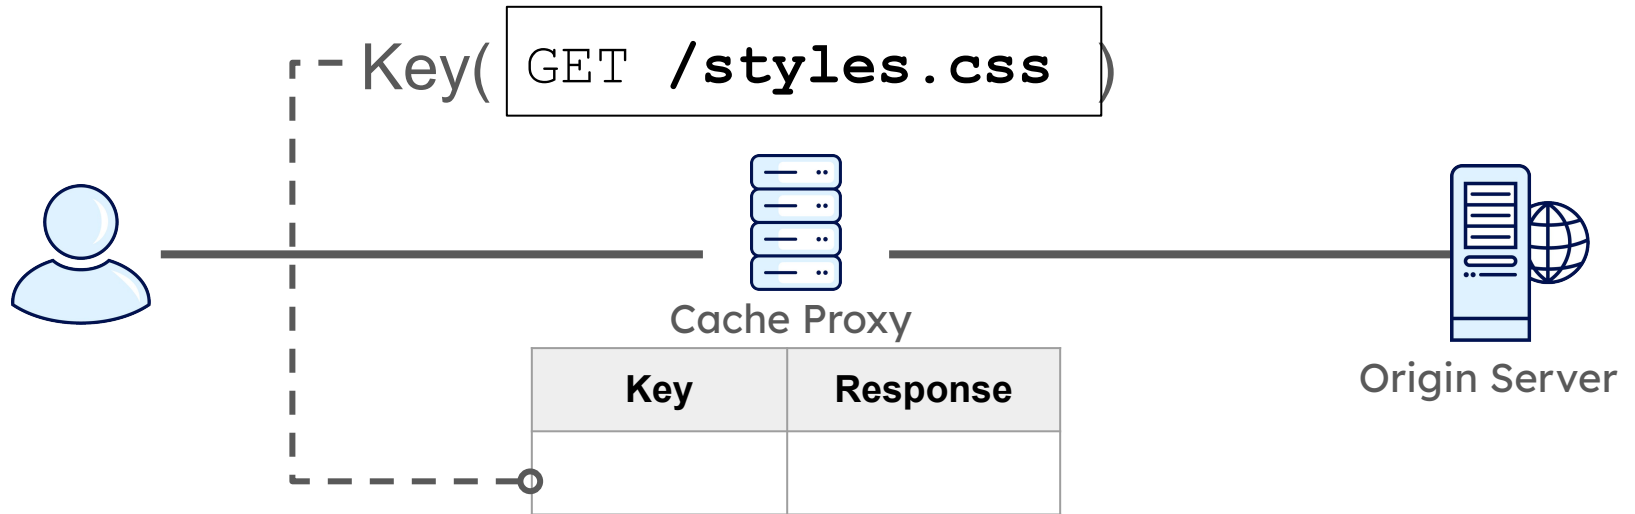 Key( GET /styles.css )
Cache Proxy
Key Response
Origin Server